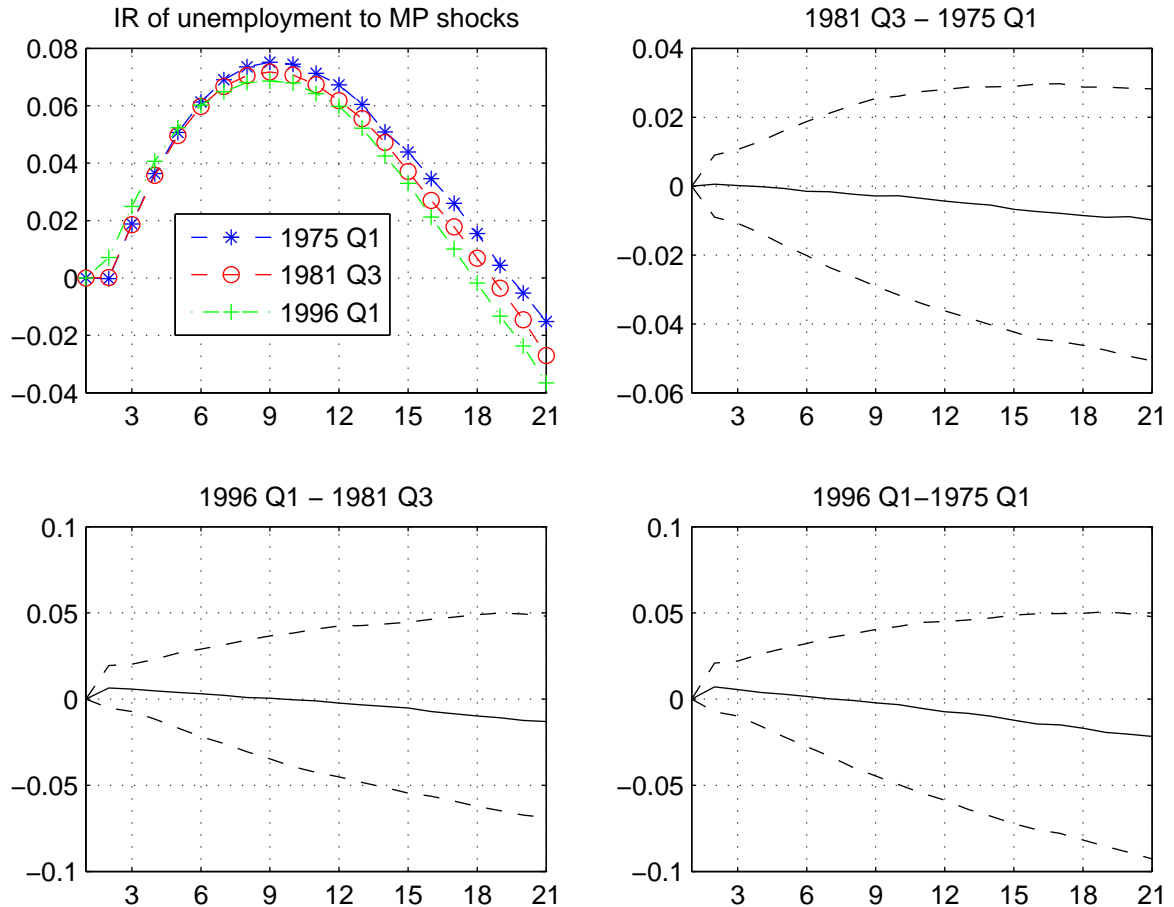 IR of unemployment to MP shocks
0.08
0.06
0.04
0.02
0
−0.02
−0.04
3 6 9 12 15 18 21
1975 Q1
1981 Q3
1996 Q1
1981 Q3 − 1975 Q1
0.04
0.02
0
−0.02
−0.04
−0.06
3 6 9 12 15 18 21
1996 Q1 − 1981 Q3
0.1
0.05
0
−0.05
−0.1
3 6 9 12 15 18 21
1996 Q1−1975 Q1
0.1
0.05
0
−0.05
−0.1
3 6 9 12 15 18 21